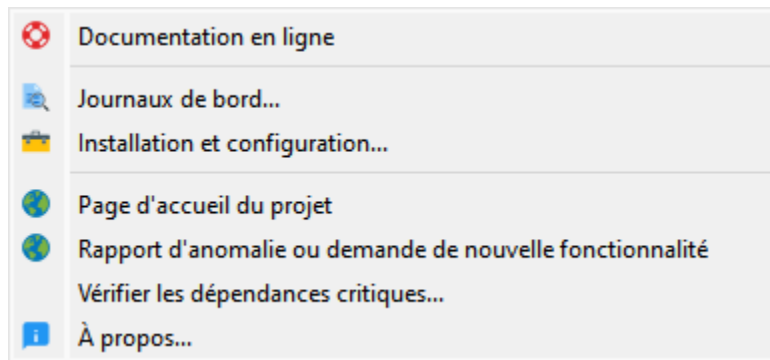 Documentation en ligne
Journaux de bord...
Installation et configuration...
Page d'accueil du projet
Rapport d'anomalie ou demande de nouvelle fonctionnalité
Vérifier les dépendances critiques...
À propos...